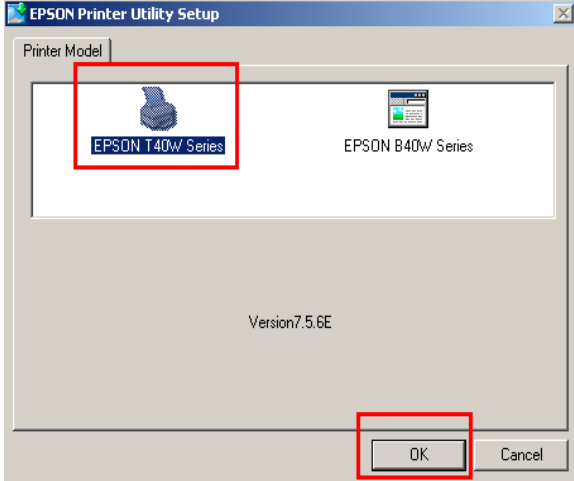 EPSON Printer Utility Setup
Printer Model
EPSON T40W Series
EPSON B40W Series
Version7.5.6E
OK
Cancel